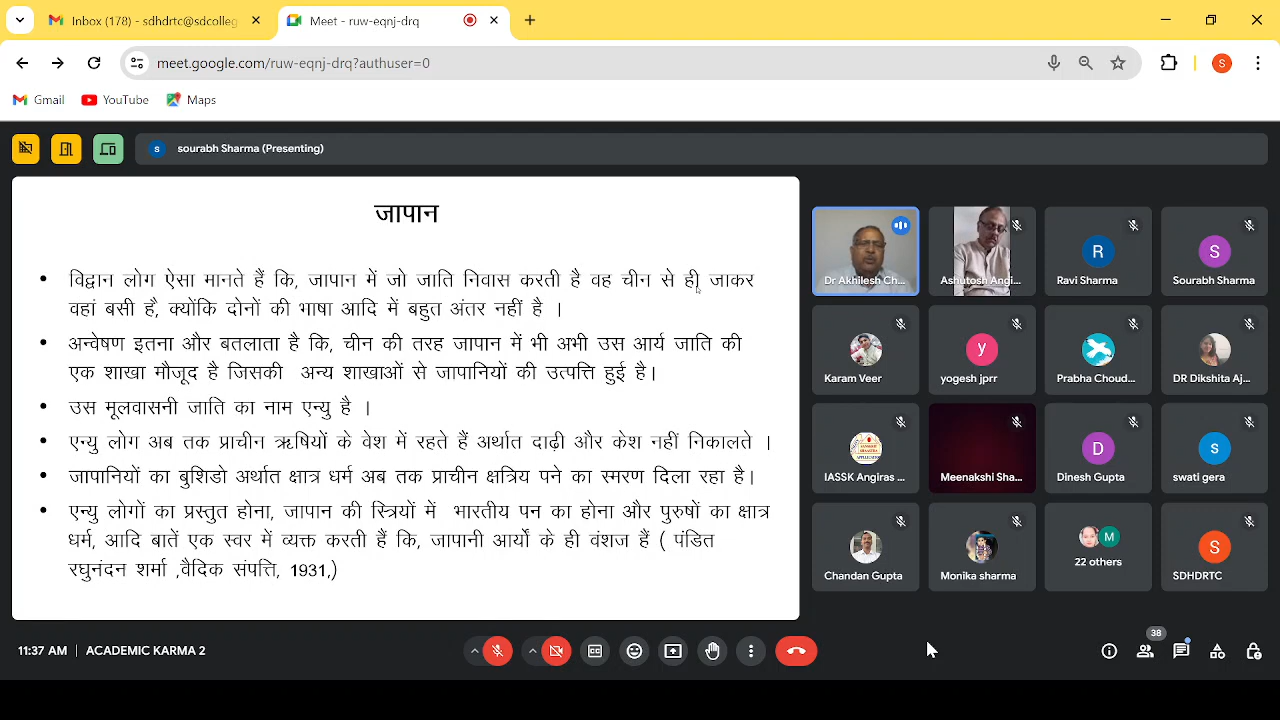 Inbox (178) - sdhdrtc@sdcolleg
Meet - ruw-eqnj-drq
meet.google.com/ruw-eqnj-drq?authuser=0
S
Gmail
YouTube
Maps
s
sourabh Sharma (Presenting)
जापान
• विद्वान लोग ऐसा मानते हैं कि, जापान में जो जाति निवास करती है वह चीन से ही जाकर
वहां बसी है, क्योंकि दोनों की भाषा आदि में बहुत अंतर नहीं है ।
• अन्वेषण इतना और बतलाता है कि, चीन की तरह जापान में भी अभी उस आर्य जाति की
एक शाखा मौजूद है जिसकी अन्य शाखाओं से जापानियों की उत्पत्ति हुई है।
• उस मूलवासनी जाति का नाम एन्यु है ।
• एन्यु लोग अब तक प्राचीन ऋषियों के वेश में रहते हैं अर्थात दाढ़ी और केश नहीं निकालते ।
• जापानियों का बुशिडो अर्थात क्षात्र धर्म अब तक प्राचीन क्षत्रिय पने का स्मरण दिला रहा है।
• एन्यु लोगों का प्रस्तुत होना, जापान की स्त्रियों में भारतीय पन का होना और पुरुषों का क्षात्र
धर्म, आदि बातें एक स्वर में व्यक्त करती हैं कि, जापानी आर्यों के ही वंशज हैं ( पंडित
रघुनंदन शर्मा ,वैदिक संपत्ति, 1931,)
Dr Akhilesh Ch...
Ashutosh Angi...
R
Ravi Sharma
S
Sourabh Sharma
Karam Veer
y
yogesh jprr
Prabha Choud...
DR Dikshita Aj...
IASSK Angiras ...
Meenakshi Sha...
D
Dinesh Gupta
s
swati gera
Chandan Gupta
Monika sharma
M
22 others
S
SDHDRTC
11:37 AM
ACADEMIC KARMA 2
38